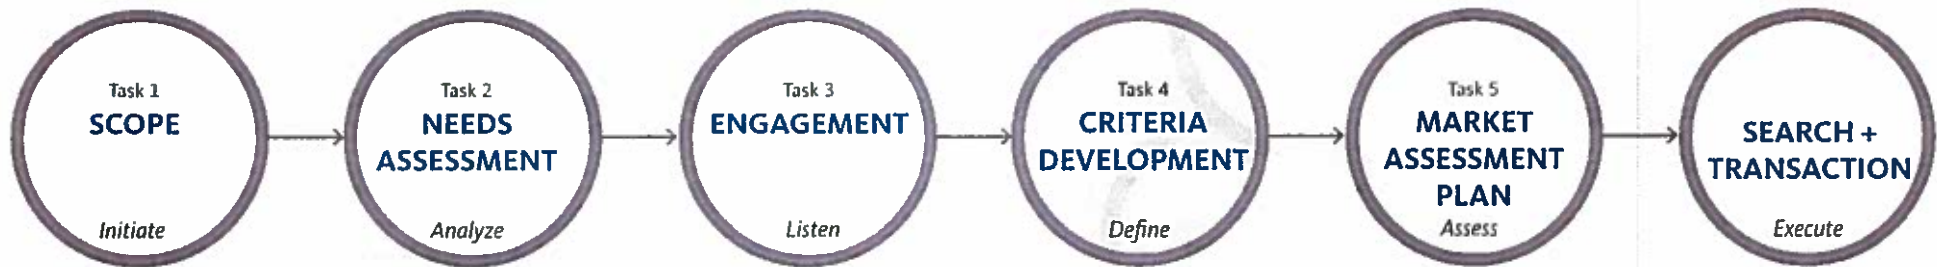 Task 1
SCOPE
Initiate
Task 2
NEEDS
ASSESSMENT
Analyze
Task 3
ENGAGEMENT
Listen
Task 4
CRITERIA
DEVELOPMENT
Define
Task 5
MARKET
ASSESSMENT
PLAN
Assess
SEARCH +
TRANSACTION
Execute